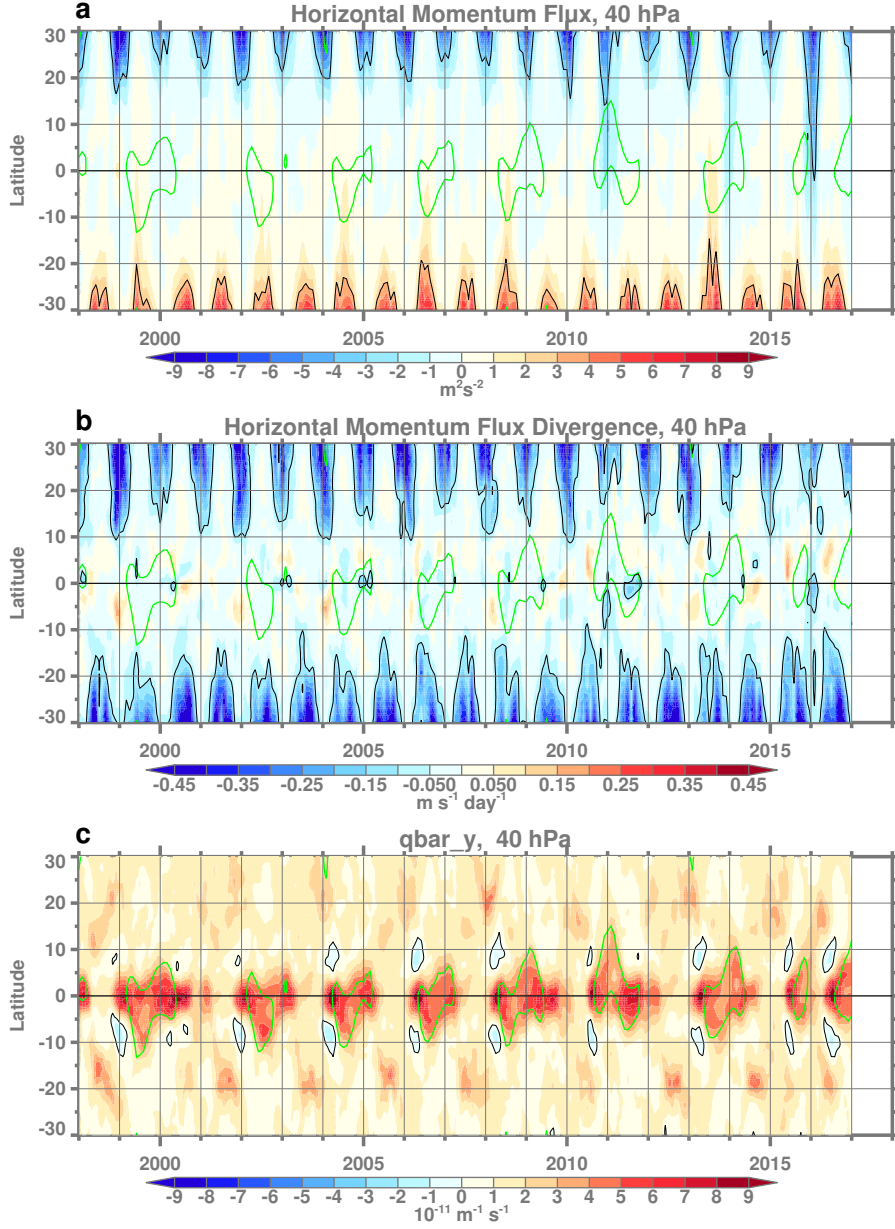 a
Horizontal Momentum Flux, 40 hPa
30
20
10
0
-10
-20
-30
Latitude
2000 2005 2010 2015
-9 -7 -6 -5 -4 -3 -2 -1 0 1 2 3 4 5 6 7 8 9
m²s⁻²
b
Horizontal Momentum Flux Divergence, 40 hPa
30
20
10
0
-10
-20
-30
Latitude
2000 2005 2010 2015
-0.45 -0.35 -0.25 -0.15 -0.050 0.050 0.15 0.25 0.35 0.45
m s⁻¹ day⁻¹
c
qbar_y, 40 hPa
30
20
10
0
-10
-20
-30
Latitude
2000 2005 2010 2015
-9 -7 -6 -5 -4 -3 -2 -1 0 1 2 3 4 5 6 7 8 9
10⁻¹¹ m⁻¹ s⁻¹